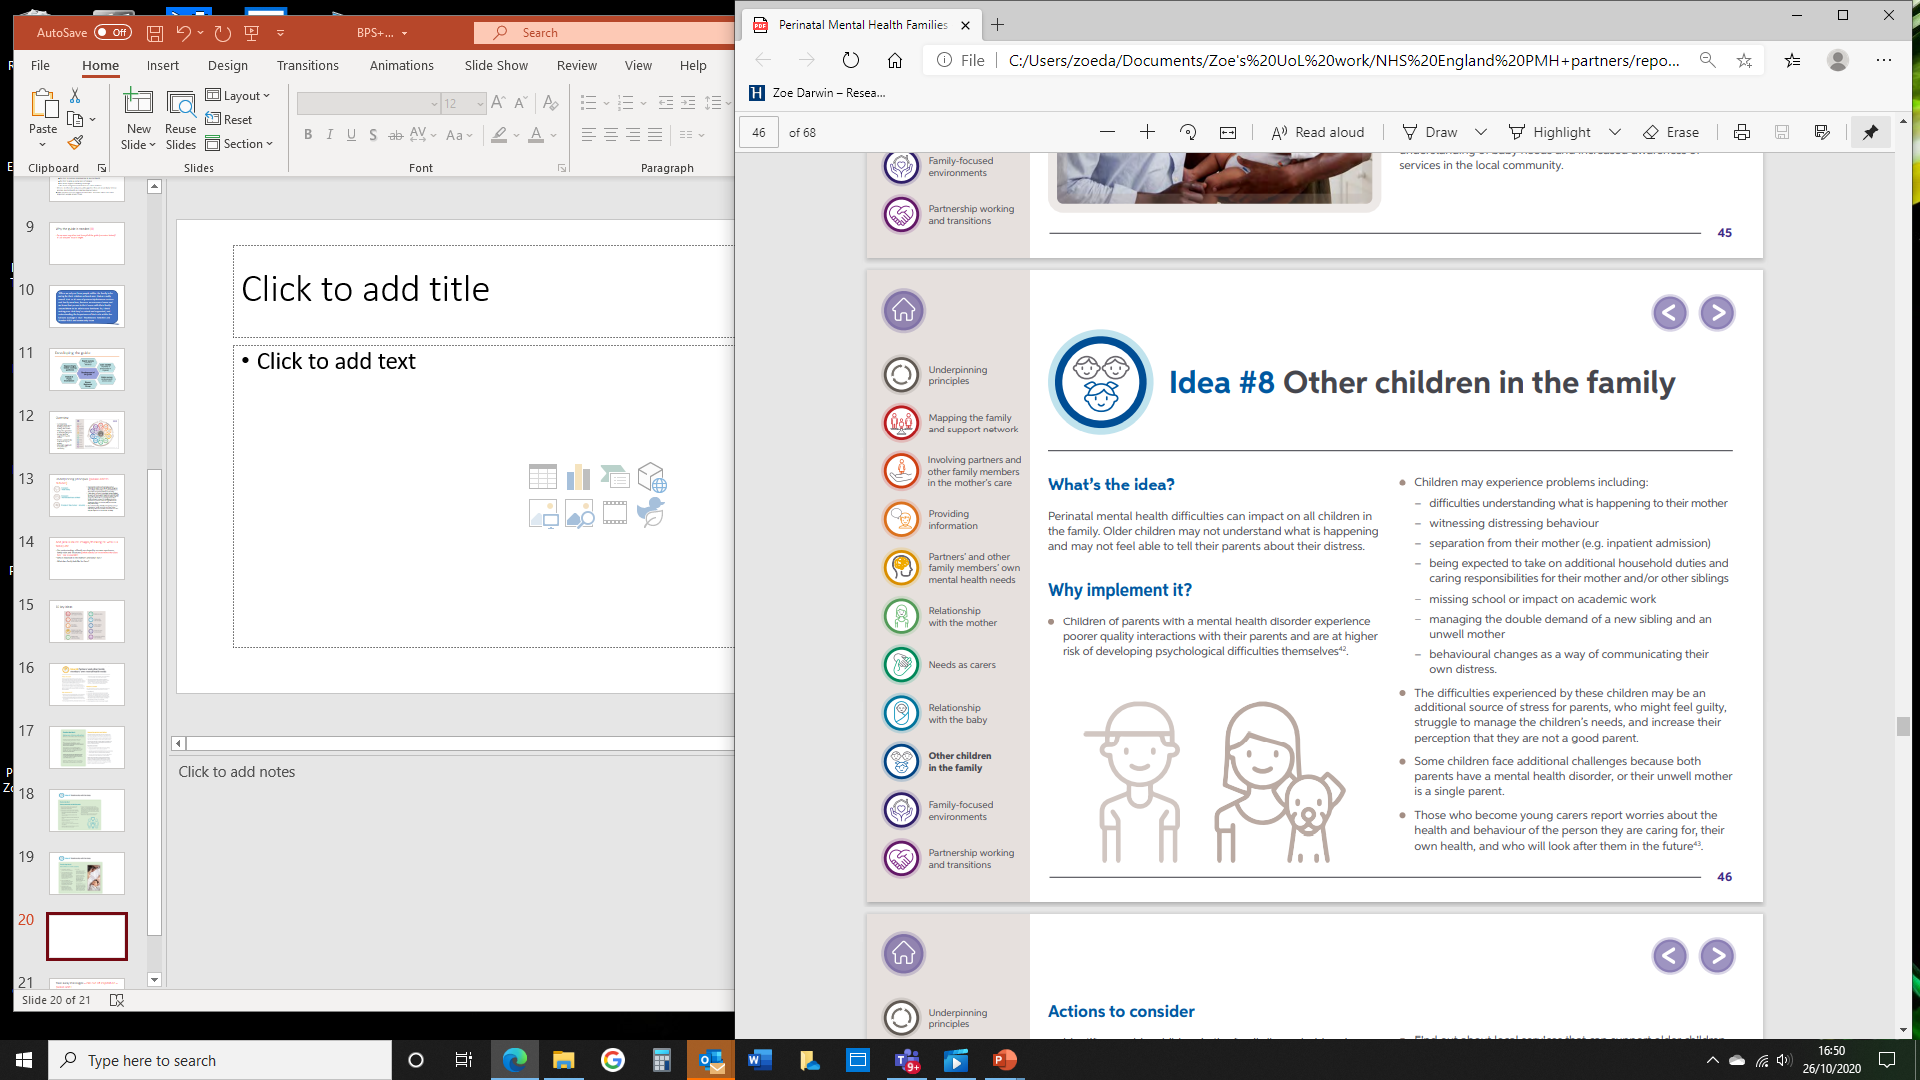 AutoSave
Off
BPS+...
Search
File
Home
Insert
Design
Transitions
Animations
Slide Show
Review
View
Help
Paste
Clipboard
New
Slide
Reuse
Slides
Layout
Reset
Section
Slides
12
Font
Paragraph
9
10
11
12
13
14
15
16
17
18
19
20
21
Click to add title
• Click to add text
Click to add notes
Slide 20 of 21
Perinatal Mental Health Families
File
C:/Users/zoeda/Documents/Zoe's%20UoL%20work/NHS%20England%20PMH+partners/repo...
Zoe Darwin – Resea...
46
of 68
Read aloud
Draw
Highlight
Erase
Family-focused
environments
Partnership working
and transitions
services in the local community.
45
Underpinning
principles
Mapping the family
and support network
Involving partners and
other family members
in the mother's care
Providing
information
Partners' and other
family members' own
mental health needs
Relationship
with the mother
Needs as carers
Relationship
with the baby
Other children
in the family
Family-focused
environments
Partnership working
and transitions
Idea #8 Other children in the family
What's the idea?
Perinatal mental health difficulties can impact on all children in
the family. Older children may not understand what is happening
and may not feel able to tell their parents about their distress.
Why implement it?
Children of parents with a mental health disorder experience
poorer quality interactions with their parents and are at higher
risk of developing psychological difficulties themselves⁴².
Children may experience problems including:
– difficulties understanding what is happening to their mother
– witnessing distressing behaviour
– separation from their mother (e.g. inpatient admission)
– being expected to take on additional household duties and
caring responsibilities for their mother and/or other siblings
– missing school or impact on academic work
– managing the double demand of a new sibling and an
unwell mother
– behavioural changes as a way of communicating their
own distress.
The difficulties experienced by these children may be an
additional source of stress for parents, who might feel guilty,
struggle to manage the children's needs, and increase their
perception that they are not a good parent.
Some children face additional challenges because both
parents have a mental health disorder, or their unwell mother
is a single parent.
Those who become young carers report worries about the
health and behaviour of the person they are caring for, their
own health, and who will look after them in the future⁴³.
46
Underpinning
principles
Actions to consider
Type here to search
9+
16:50
26/10/2020